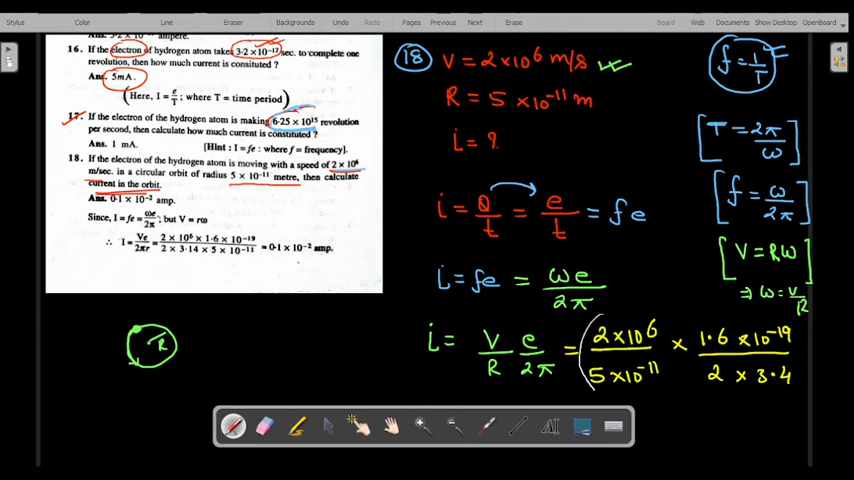 Stylus
Color
Line
Eraser
Backgrounds
Undo
Redo
Pages
Previous
Next
Erase
Board
Web
Documents
Show Desktop
OpenBoard
Ans. 3·2 × 10 ampere.
16. If the electron of hydrogen atom takes 3·2 × 10⁻¹⁷ sec. to complete one
revolution, then how much current is consituted ?
Ans. 5mA.
(Here, I = e/T; where T = time period)
17. If the electron of the hydrogen atom is making 6·25 × 10¹⁵ revolution
per second, then calculate how much current is constituted ?
Ans. 1 mA. [Hint : I = fe : where f = frequency].
18. If the electron of the hydrogen atom is moving with a speed of 2 × 10⁶
m/sec. in a circular orbit of radius 5 × 10⁻¹¹ metre, then calculate
current in the orbit.
Ans. 0·1 × 10⁻² amp.
Since, I = fe = ωe/2π; but V = rω
∴ I = Ve/2πr = 2 × 10⁶ × 1·6 × 10⁻¹⁹ / 2 × 3·14 × 5 × 10⁻¹¹ = 0·1 × 10⁻² amp.
R
18 V = 2×10⁶ m/s
R = 5 × 10⁻¹¹ m
i = ?
i = Q/t = e/t = fe
i = fe = ωe/2π
i = V/R e/2π = (2×10⁶/5×10⁻¹¹ × 1·6 × 10⁻¹⁹/2 × 3·4
f = 1/T
[T = 2π/ω]
[f = ω/2π]
[V = Rω
⇒ ω = v/R]